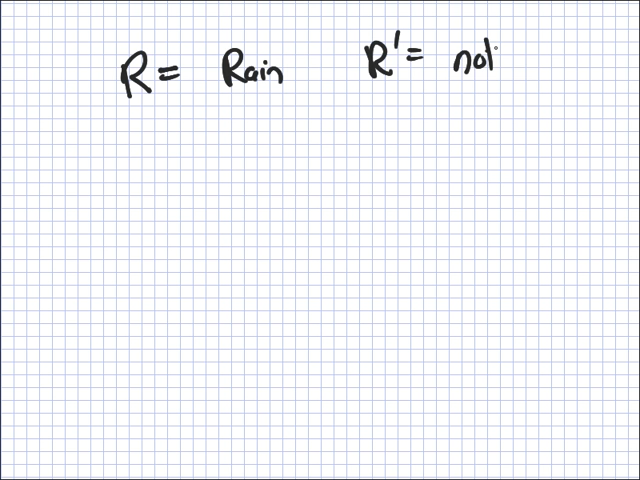 R = Rain R' = not